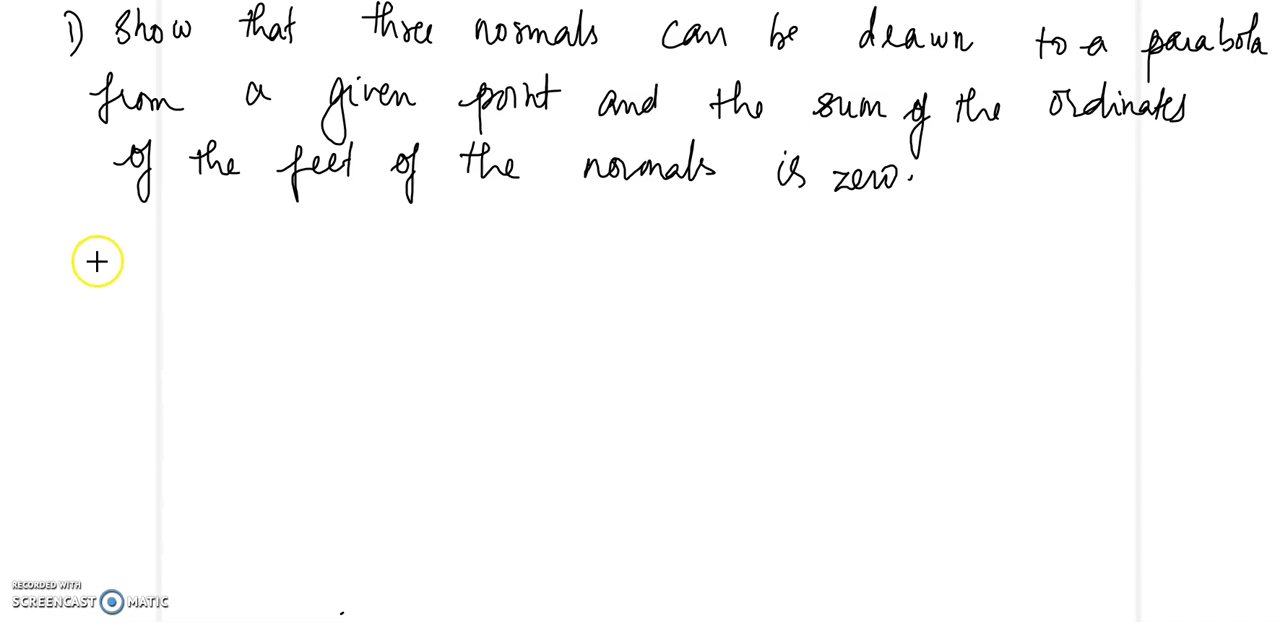 1) Show that three normals can be drawn to a parabola
from a given point and the sum of the ordinates
of the feet of the normals is zero.
RECORDED WITH
SCREENCAST MATIC